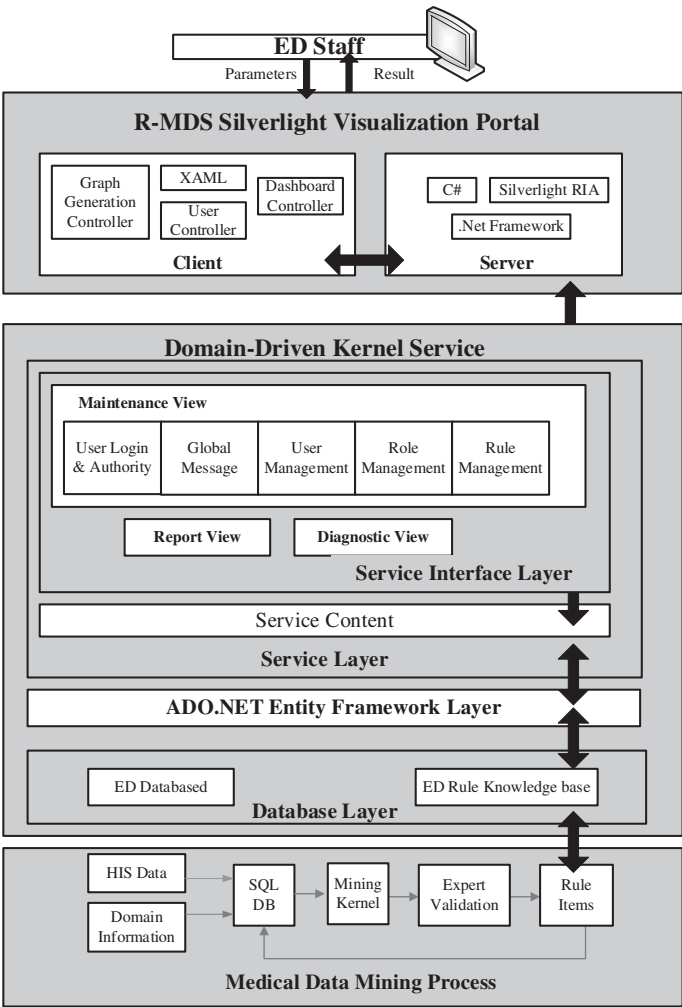 ED Staff
Parameters
Result
R-MDS Silverlight Visualization Portal
Graph
Generation
Controller
XAML
User
Controller
Dashboard
Controller
Client
C#
Silverlight RIA
.Net Framework
Server
Domain-Driven Kernel Service
Maintenance View
User Login
& Authority
Global
Message
User
Management
Role
Management
Rule
Management
Report View
Diagnostic View
Service Interface Layer
Service Content
Service Layer
ADO.NET Entity Framework Layer
ED Databased
ED Rule Knowledge base
Database Layer
HIS Data
Domain
Information
SQL
DB
Mining
Kernel
Expert
Validation
Rule
Items
Medical Data Mining Process